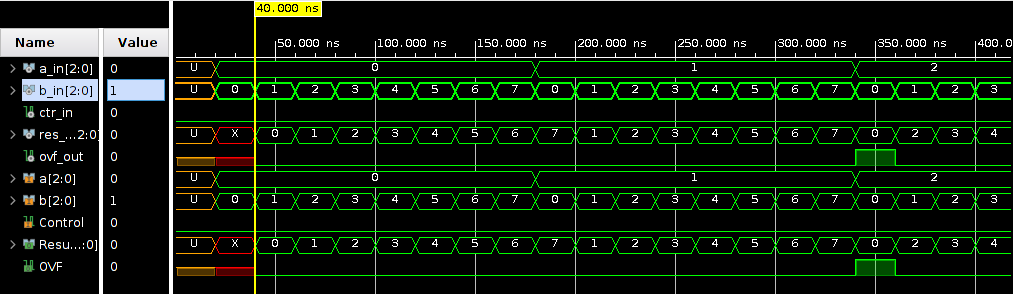 40.000 ns
Name Value 50.000 ns 100.000 ns 150.000 ns 200.000 ns 250.000 ns 300.000 ns 350.000 ns 400.0
a_in[2:0] 0 U 0 1 2
b_in[2:0] 1 U 0 1 2 3 4 5 6 7 0 1 2 3 4 5 6 7 0 1 2 3
ctr_in 0
res_...2:0] 0 U X 0 1 2 3 4 5 6 7 1 2 3 4 5 6 7 0 2 3 4
ovf_out 0
a[2:0] 0 U 0 1 2
b[2:0] 1 U 0 1 2 3 4 5 6 7 0 1 2 3 4 5 6 7 0 1 2 3
Control 0
Resu...:0] 0 U X 0 1 2 3 4 5 6 7 1 2 3 4 5 6 7 0 2 3 4
OVF 0